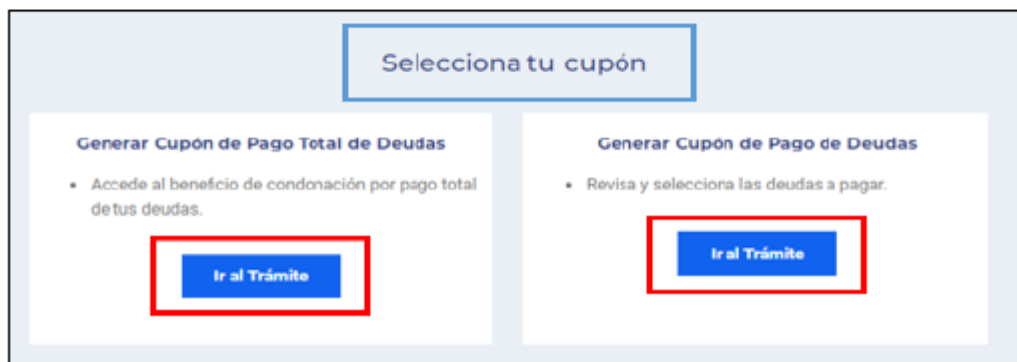 Selecciona tu cupón
Generar Cupón de Pago Total de Deudas
• Accede al beneficio de condonación por pago total
de tus deudas.
Ir al Trámite
Generar Cupón de Pago de Deudas
• Revisa y selecciona las deudas a pagar.
Ir al Trámite